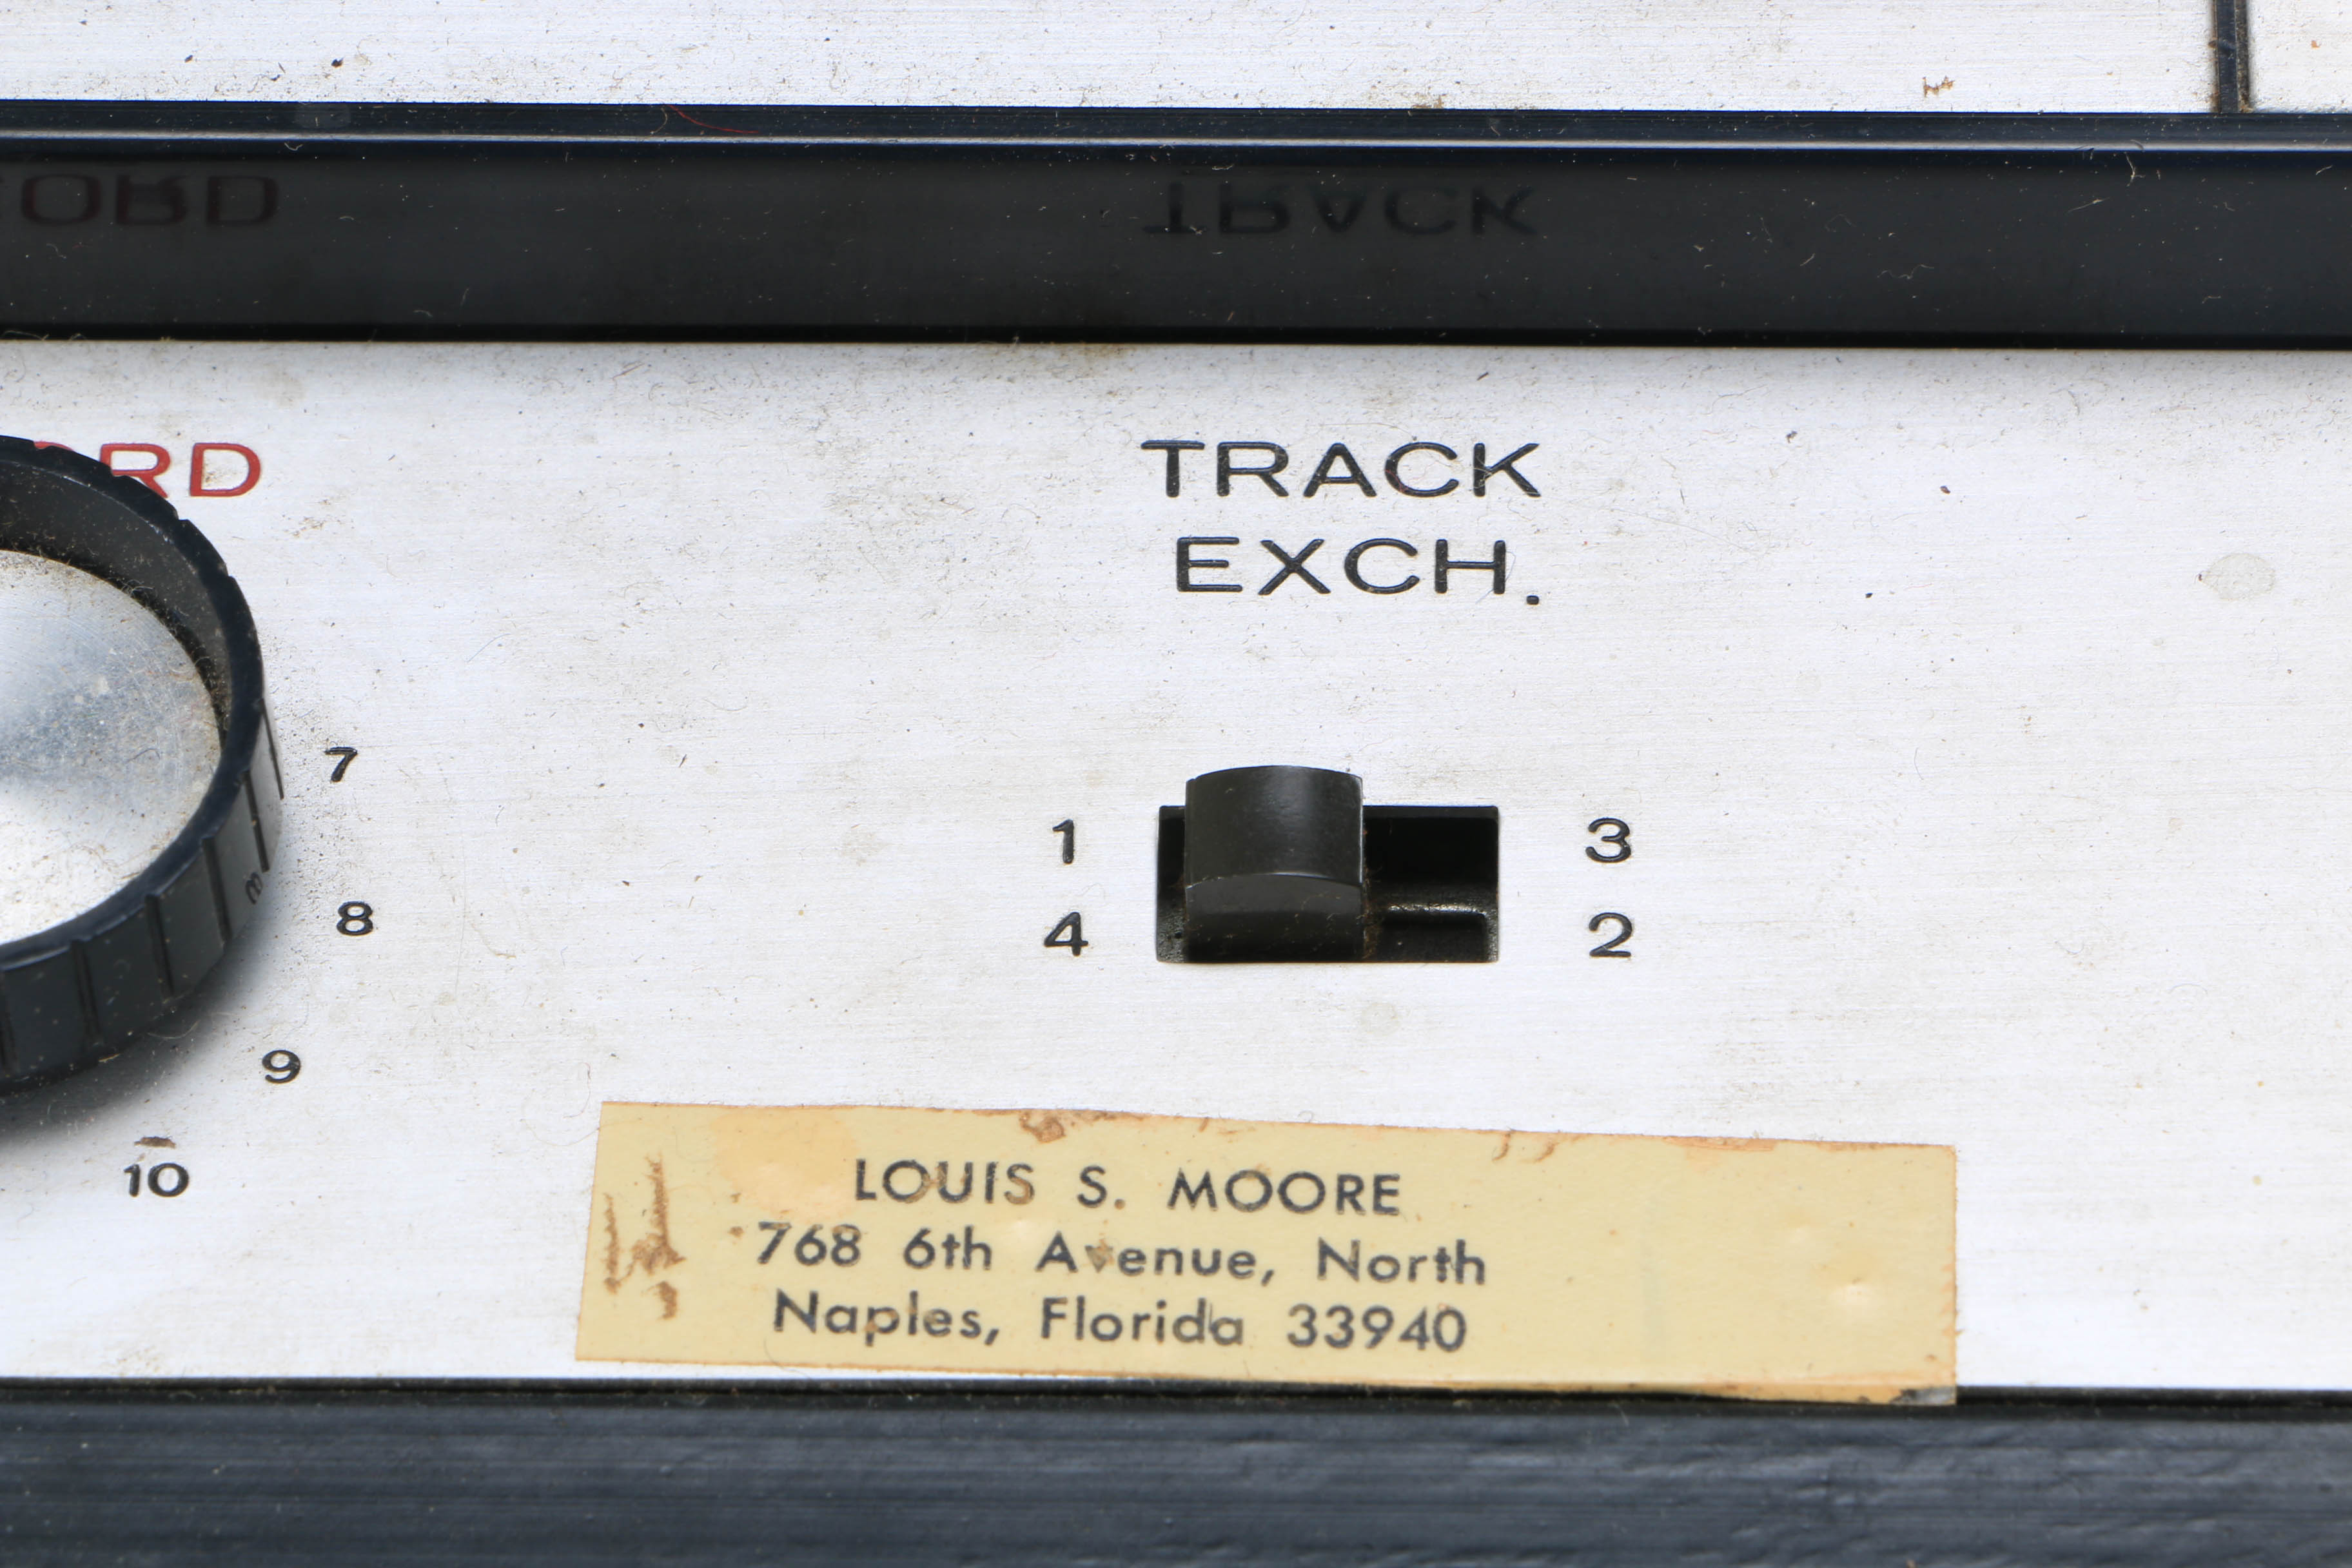 ORD
TRACK
EXCH.
7
8
9
10
1
3
4
2
LOUIS S. MOORE
768 6th Avenue, North
Naples, Florida 33940